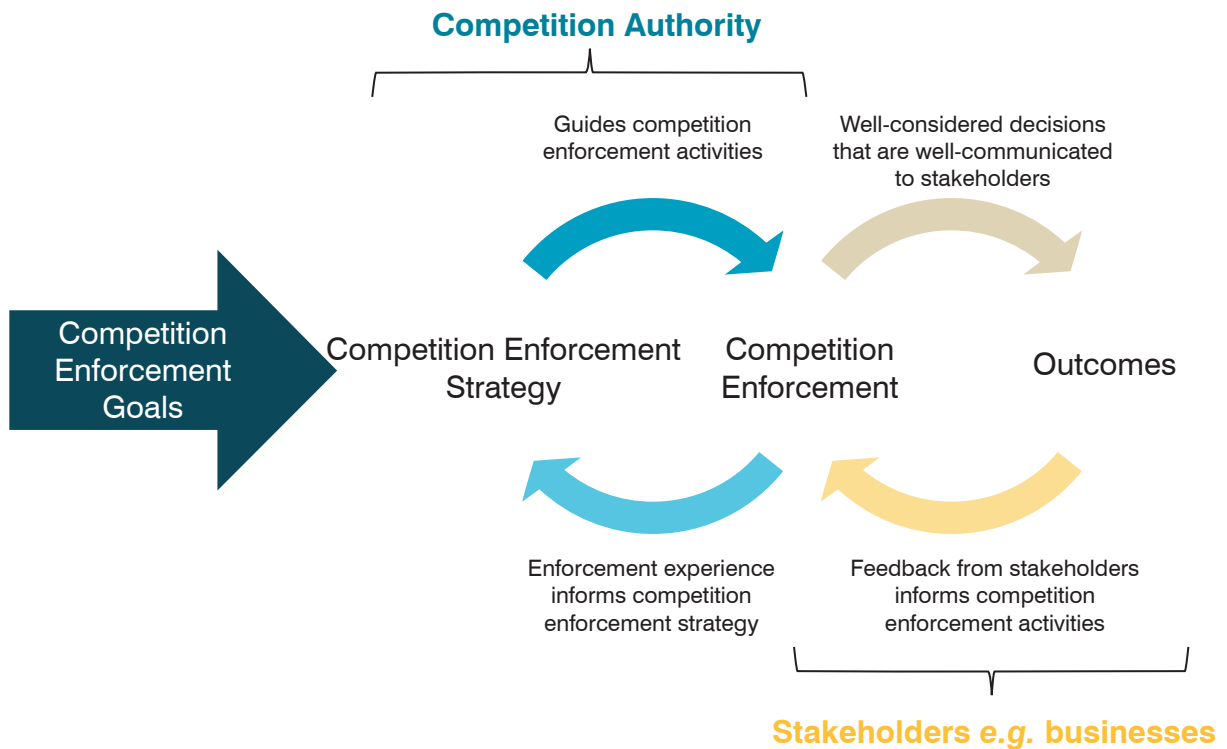 Competition Authority
Guides competition
enforcement activities
Well-considered decisions
that are well-communicated
to stakeholders
Competition
Enforcement
Goals
Competition Enforcement
Strategy
Competition
Enforcement
Outcomes
Enforcement experience
informs competition
enforcement strategy
Feedback from stakeholders
informs competition
enforcement activities
Stakeholders e.g. businesses